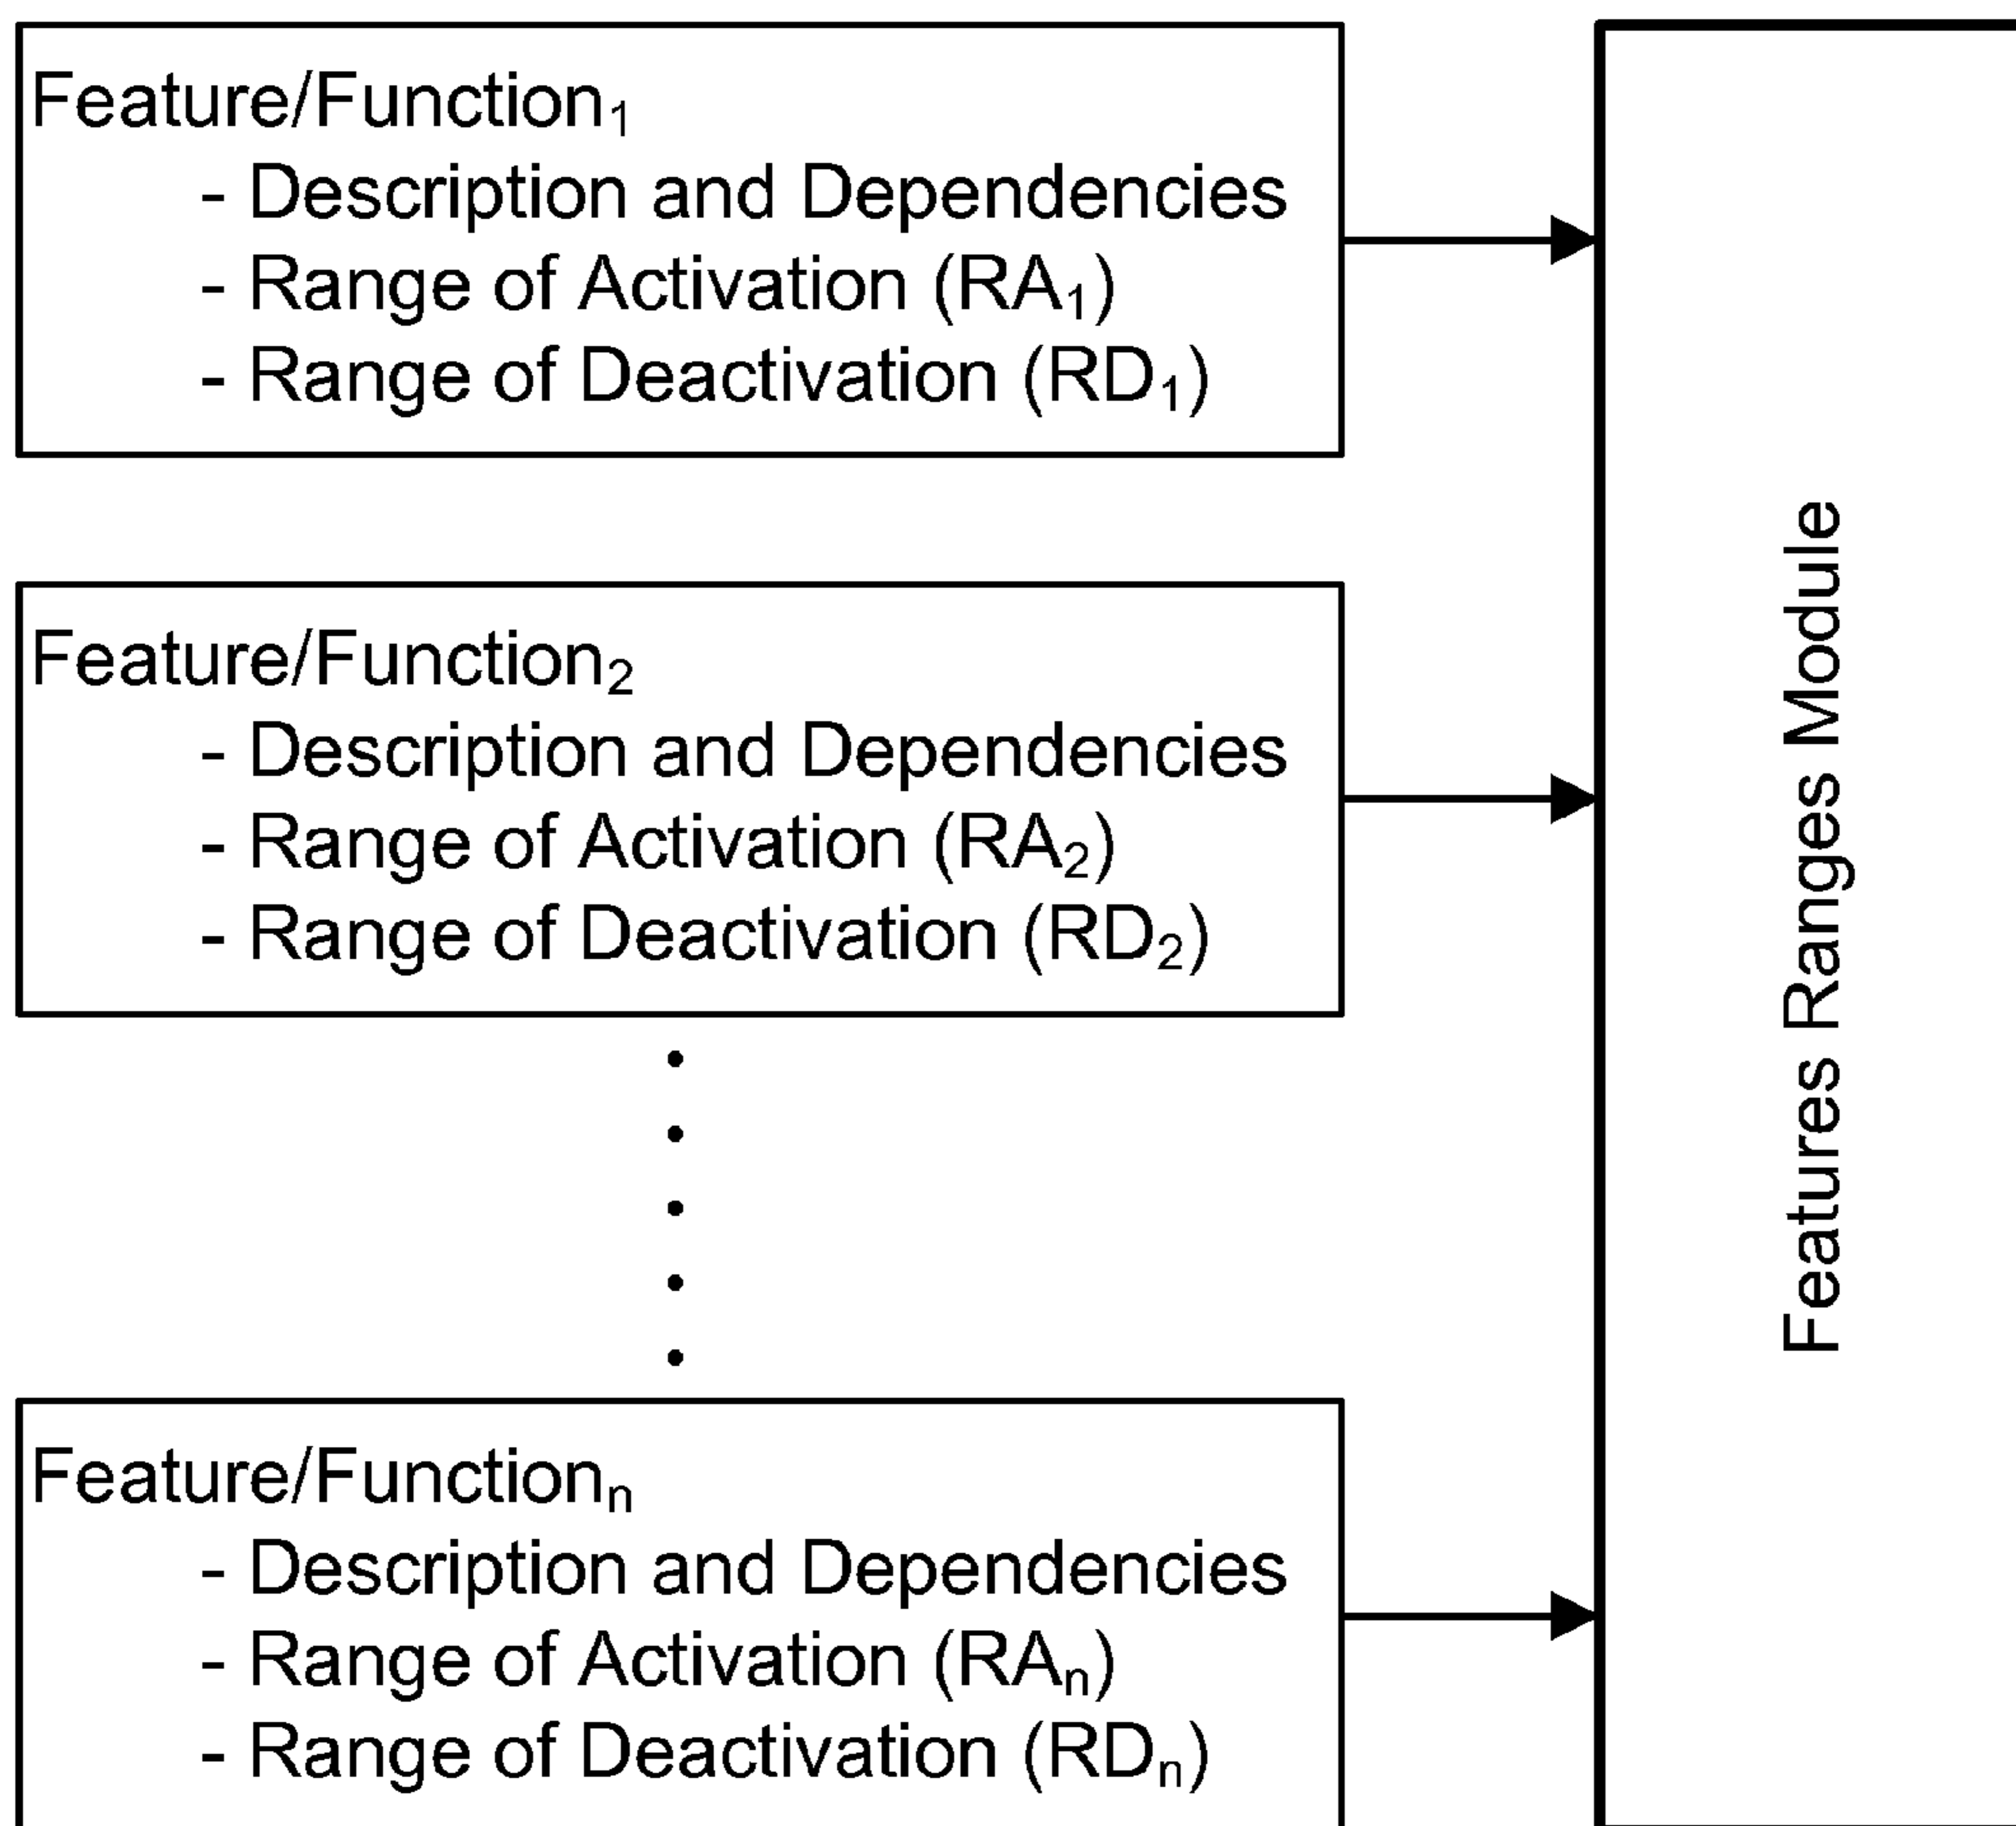 Feature/Function₁
- Description and Dependencies
- Range of Activation (RA₁)
- Range of Deactivation (RD₁)
Feature/Function₂
- Description and Dependencies
- Range of Activation (RA₂)
- Range of Deactivation (RD₂)
Feature/Functionₙ
- Description and Dependencies
- Range of Activation (RAₙ)
- Range of Deactivation (RDₙ)
Features Ranges Module